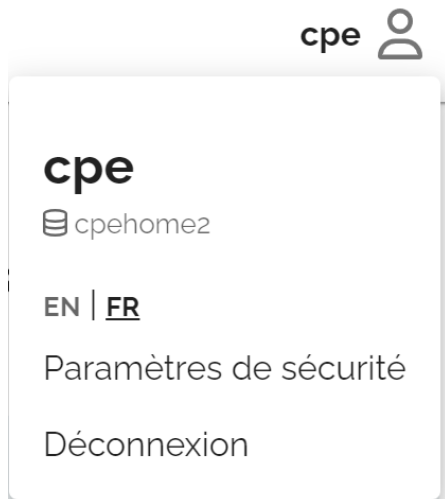 cpe
cpe
cpehome2
EN | FR
Paramètres de sécurité
Déconnexion